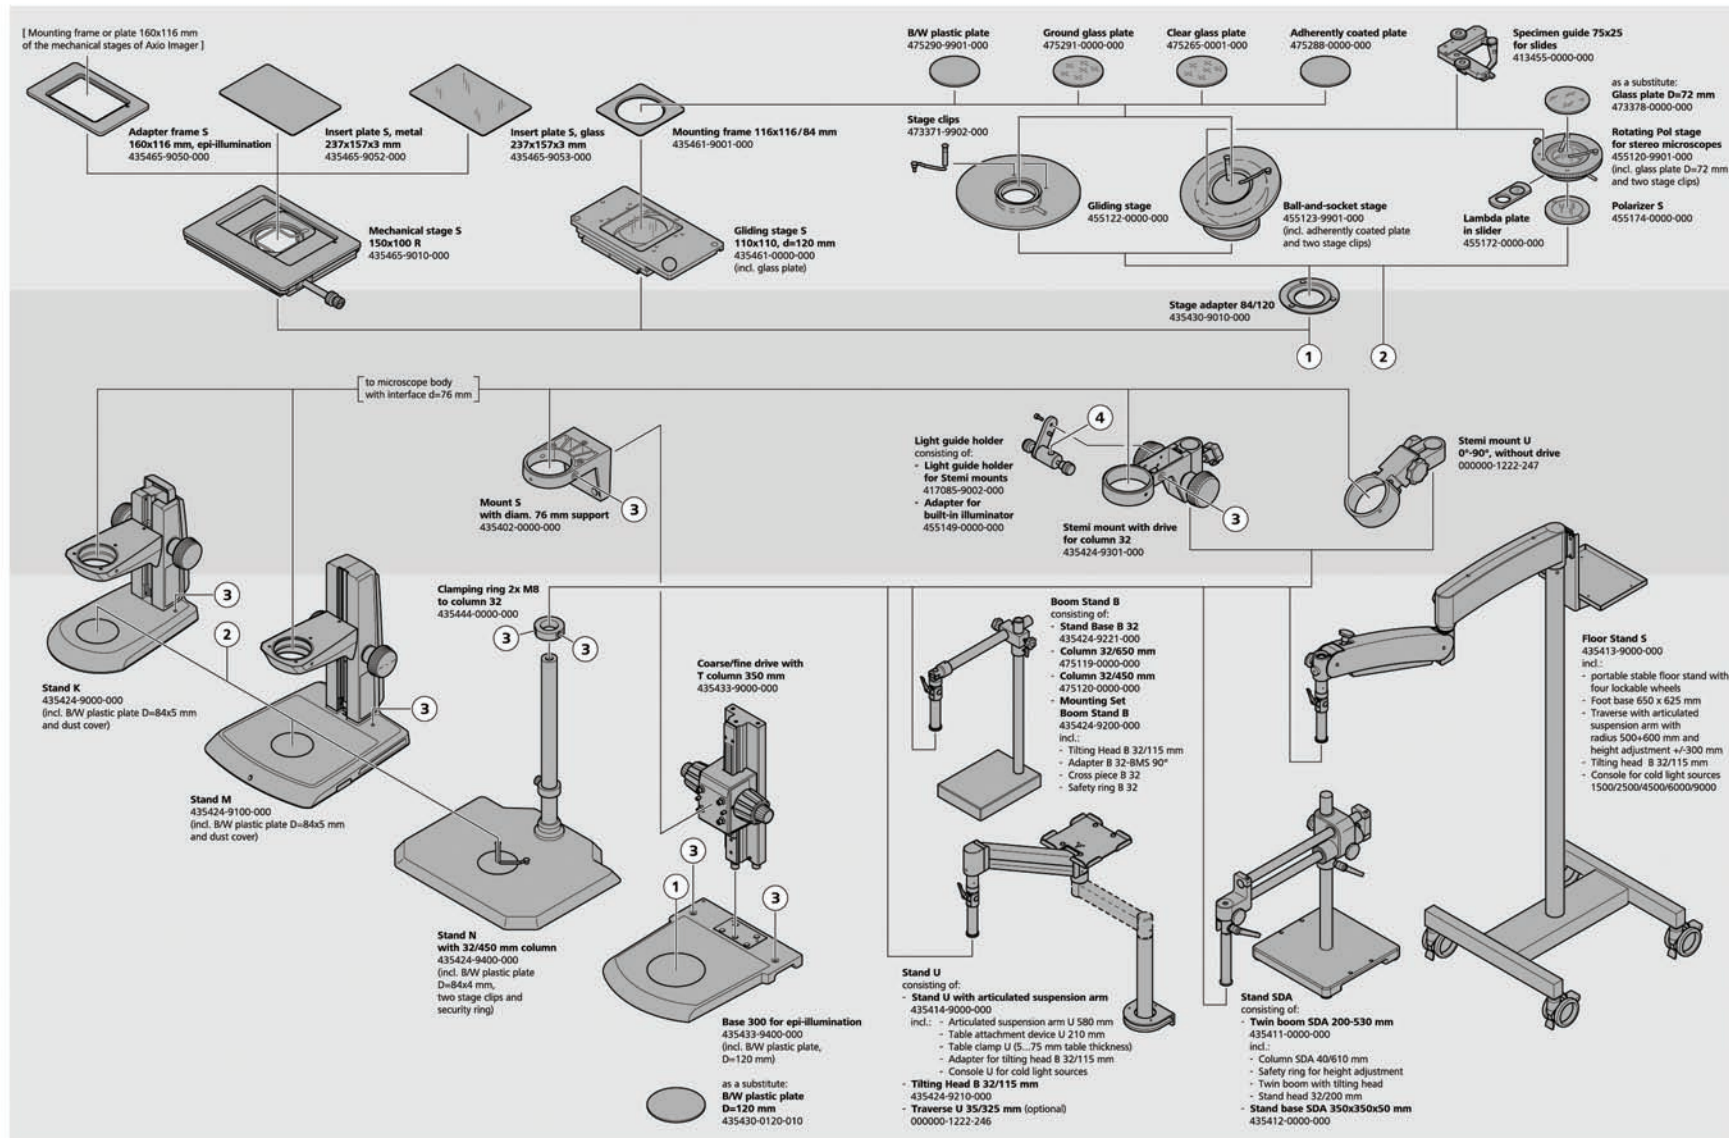 [ Mounting frame or plate 160x116 mm
of the mechanical stages of Axio Imager ]
Adapter frame S
160x116 mm, epi-illumination
435465-9050-000
Insert plate S, metal
237x157x3 mm
435465-9052-000
Insert plate S, glass
237x157x3 mm
435465-9053-000
Mounting frame 116x116/84 mm
435461-9001-000
B/W plastic plate
475290-9901-000
Ground glass plate
475291-0000-000
Clear glass plate
475265-0001-000
Adherently coated plate
475288-0000-000
Specimen guide 75x25
for slides
413455-0000-000
as a substitute:
Glass plate D=72 mm
473378-0000-000
Stage clips
473371-9902-000
Rotating Pol stage
for stereo microscopes
455120-9901-000
(incl. glass plate D=72 mm
and two stage clips)
Mechanical stage S
150x100 R
435465-9010-000
Gliding stage S
110x110, d=120 mm
435461-0000-000
(incl. glass plate)
Gliding stage
455122-0000-000
Ball-and-socket stage
455123-9901-000
(incl. adherently coated plate
and two stage clips)
Lambda plate
in slider
455172-0000-000
Polarizer S
455174-0000-000
Stage adapter 84/120
435430-9010-000
1
2
to microscope body
with interface d=76 mm
Mount S
with diam. 76 mm support
435402-0000-000
3
Light guide holder
consisting of:
- Light guide holder
for Stemi mounts
417085-9002-000
- Adapter for
built-in illuminator
455149-0000-000
4
Stemi mount with drive
for column 32
435424-9301-000
3
Stemi mount U
0°-90°, without drive
000000-1222-247
3
2
Stand K
435424-9000-000
(incl. B/W plastic plate D=84x5 mm
and dust cover)
3
Stand M
435424-9100-000
(incl. B/W plastic plate D=84x5 mm
and dust cover)
Clamping ring 2x M8
to column 32
435444-0000-000
3
3
Stand N
with 32/450 mm column
435424-9400-000
(incl. B/W plastic plate
D=84x4 mm,
two stage clips and
security ring)
Coarse/fine drive with
T column 350 mm
435433-9000-000
3
1
3
Base 300 for epi-illumination
435433-9400-000
(incl. B/W plastic plate,
D=120 mm)
as a substitute:
B/W plastic plate
D=120 mm
435430-0120-010
Boom Stand B
consisting of:
- Stand Base B 32
435424-9221-000
- Column 32/650 mm
475119-0000-000
- Column 32/450 mm
475120-0000-000
- Mounting Set
Boom Stand B
435424-9200-000
incl.:
- Tilting Head B 32/115 mm
- Adapter B 32-BMS 90°
- Cross piece B 32
- Safety ring B 32
Stand U
consisting of:
- Stand U with articulated suspension arm
435414-9000-000
incl.: - Articulated suspension arm U 580 mm
- Table attachment device U 210 mm
- Table clamp U (5...75 mm table thickness)
- Adapter for tilting head B 32/115 mm
- Console U for cold light sources
- Tilting Head B 32/115 mm
435424-9210-000
- Traverse U 35/325 mm (optional)
000000-1222-246
Stand SDA
consisting of:
- Twin boom SDA 200-530 mm
435411-0000-000
incl.:
- Column SDA 40/610 mm
- Safety ring for height adjustment
- Twin boom with tilting head
- Stand head 32/200 mm
- Stand base SDA 350x350x50 mm
435412-0000-000
Floor Stand S
435413-9000-000
incl.:
- portable stable floor stand with
four lockable wheels
- Foot base 650 x 625 mm
- Traverse with articulated
suspension arm with
radius 500+600 mm and
height adjustment +/-300 mm
- Tilting head B 32/115 mm
- Console for cold light sources
1500/2500/4500/6000/9000